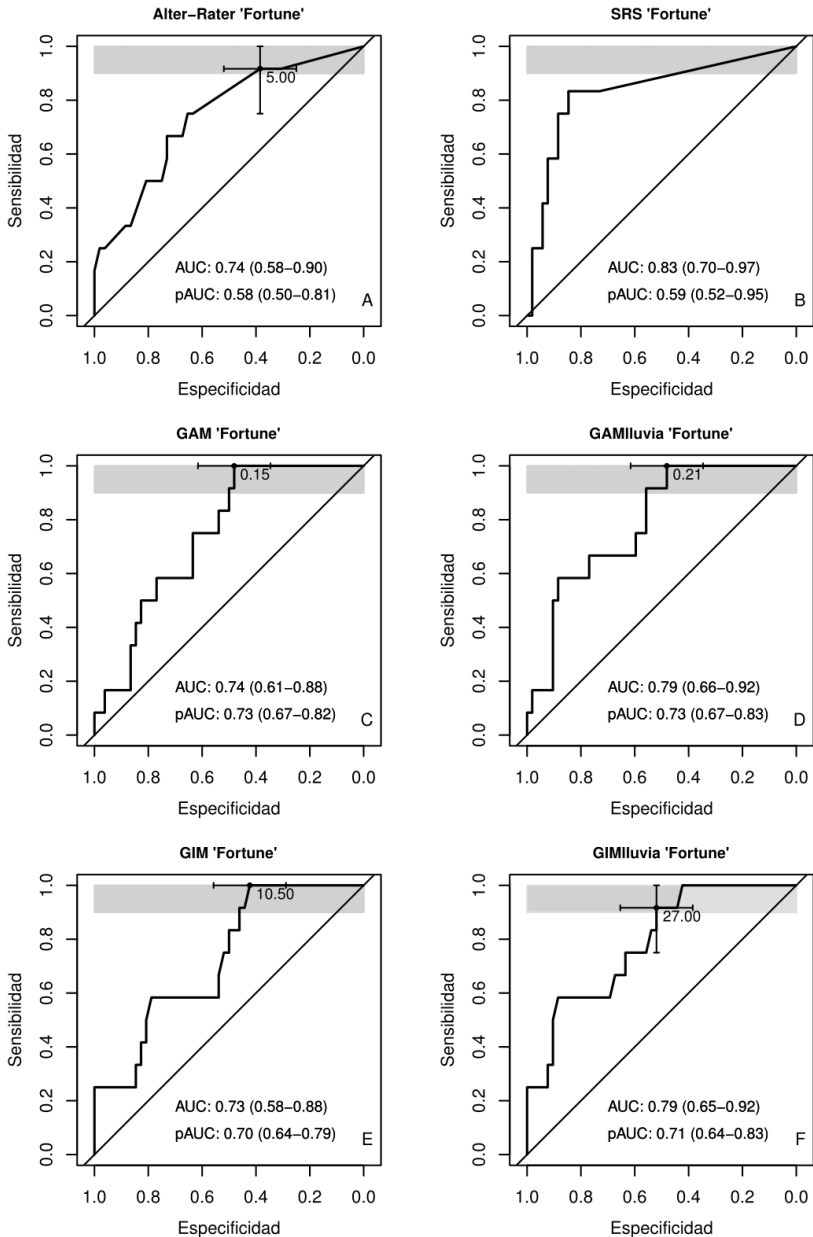 Alter−Rater 'Fortune'
Sensibilidad
0.0 0.2 0.4 0.6 0.8 1.0
5.00
AUC: 0.74 (0.58−0.90)
pAUC: 0.58 (0.50−0.81)
A
1.0 0.8 0.6 0.4 0.2 0.0
Especificidad
SRS 'Fortune'
Sensibilidad
0.0 0.2 0.4 0.6 0.8 1.0
AUC: 0.83 (0.70−0.97)
pAUC: 0.59 (0.52−0.95)
B
1.0 0.8 0.6 0.4 0.2 0.0
Especificidad
GAM 'Fortune'
Sensibilidad
0.0 0.2 0.4 0.6 0.8 1.0
0.15
AUC: 0.74 (0.61−0.88)
pAUC: 0.73 (0.67−0.82)
C
1.0 0.8 0.6 0.4 0.2 0.0
Especificidad
GAMlluvia 'Fortune'
Sensibilidad
0.0 0.2 0.4 0.6 0.8 1.0
0.21
AUC: 0.79 (0.66−0.92)
pAUC: 0.73 (0.67−0.83)
D
1.0 0.8 0.6 0.4 0.2 0.0
Especificidad
GIM 'Fortune'
Sensibilidad
0.0 0.2 0.4 0.6 0.8 1.0
10.50
AUC: 0.73 (0.58−0.88)
pAUC: 0.70 (0.64−0.79)
E
1.0 0.8 0.6 0.4 0.2 0.0
Especificidad
GIMlluvia 'Fortune'
Sensibilidad
0.0 0.2 0.4 0.6 0.8 1.0
27.00
AUC: 0.79 (0.65−0.92)
pAUC: 0.71 (0.64−0.83)
F
1.0 0.8 0.6 0.4 0.2 0.0
Especificidad